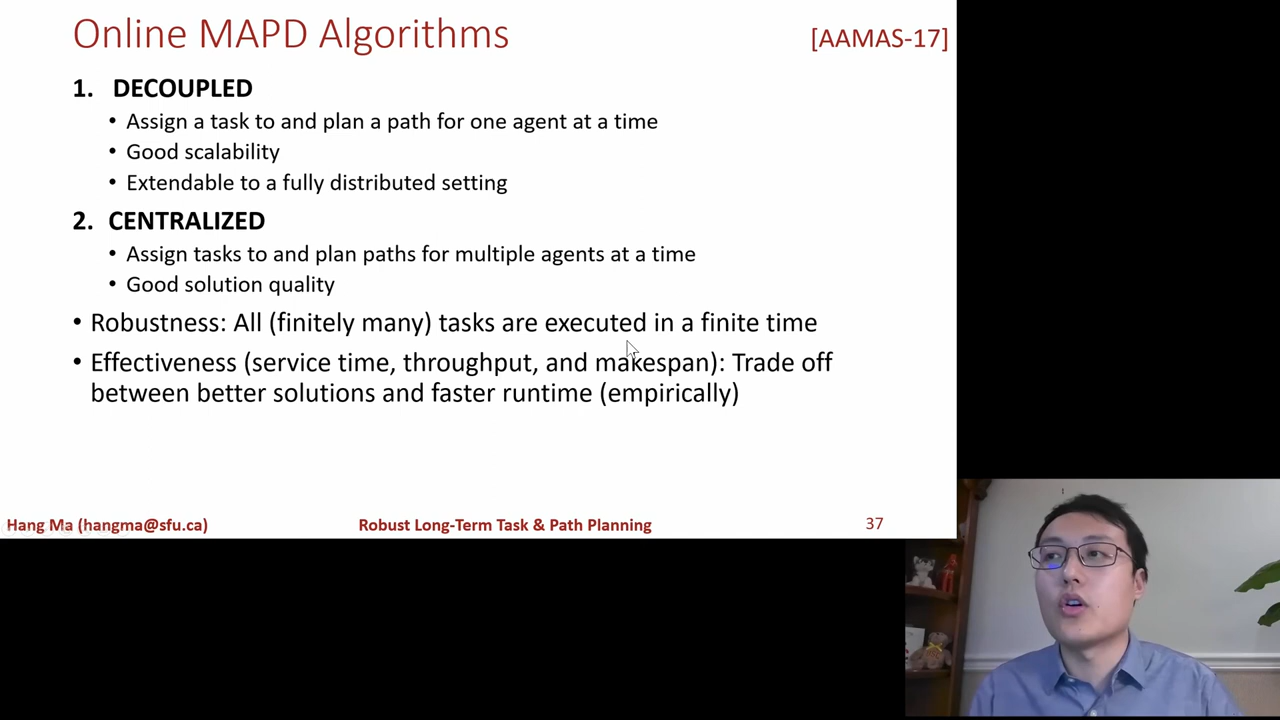 Online MAPD Algorithms
[AAMAS-17]
1. DECOUPLED
• Assign a task to and plan a path for one agent at a time
• Good scalability
• Extendable to a fully distributed setting
2. CENTRALIZED
• Assign tasks to and plan paths for multiple agents at a time
• Good solution quality
• Robustness: All (finitely many) tasks are executed in a finite time
• Effectiveness (service time, throughput, and makespan): Trade off
between better solutions and faster runtime (empirically)
Hang Ma (hangma@sfu.ca)
Robust Long-Term Task & Path Planning
37